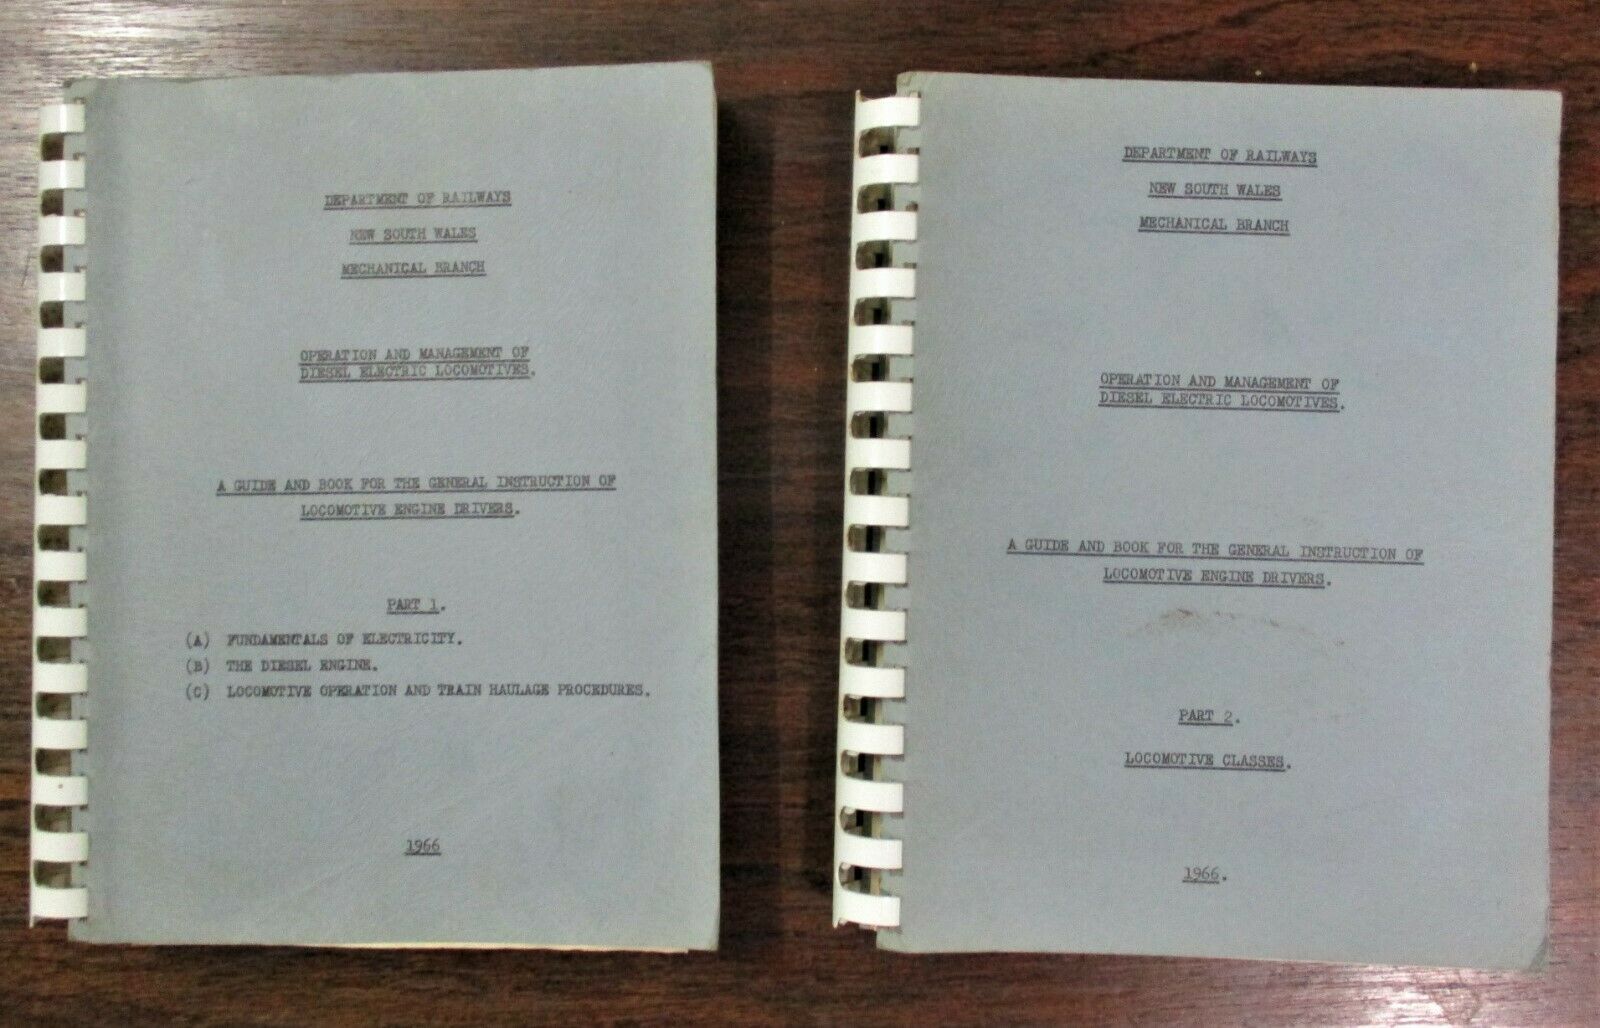 DEPARTMENT OF RAILWAYS
NEW SOUTH WALES
MECHANICAL BRANCH
OPERATION AND MANAGEMENT OF
DIESEL ELECTRIC LOCOMOTIVES.
A GUIDE AND BOOK FOR THE GENERAL INSTRUCTION OF
LOCOMOTIVE ENGINE DRIVERS.
PART 1.
(A) FUNDAMENTALS OF ELECTRICITY.
(B) THE DIESEL ENGINE.
(C) LOCOMOTIVE OPERATION AND TRAIN HAULAGE PROCEDURES.
1966
DEPARTMENT OF RAILWAYS
NEW SOUTH WALES
MECHANICAL BRANCH
OPERATION AND MANAGEMENT OF
DIESEL ELECTRIC LOCOMOTIVES.
A GUIDE AND BOOK FOR THE GENERAL INSTRUCTION OF
LOCOMOTIVE ENGINE DRIVERS.
PART 2.
LOCOMOTIVE CLASSES.
1966.